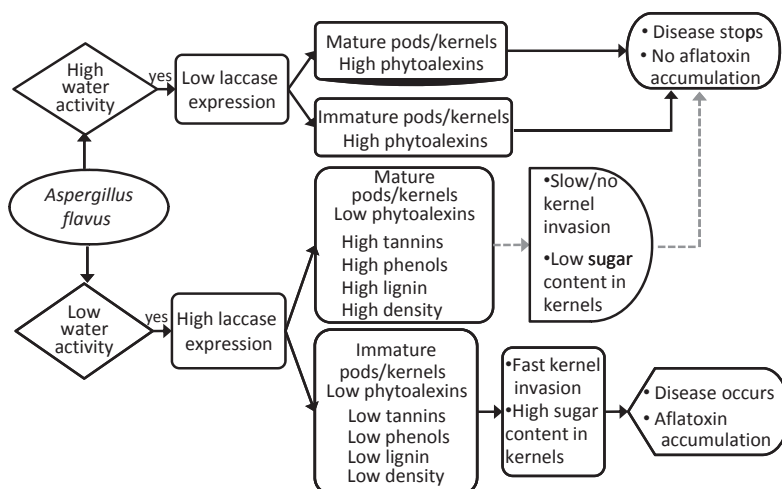 High
water
activity
yes
Low laccase
expression
Mature pods/kernels
High phytoalexins
Immature pods/kernels
High phytoalexins
• Disease stops
• No aflatoxin
accumulation
Aspergillus
flavus
Low
water
activity
yes
High laccase
expression
Mature
pods/kernels
Low phytoalexins
High tannins
High phenols
High lignin
High density
•Slow/no
kernel
invasion
•Low sugar
content in
kernels
Immature
pods/kernels
Low phytoalexins
Low tannins
Low phenols
Low lignin
Low density
•Fast kernel
invasion
•High sugar
content in
kernels
• Disease occurs
• Aflatoxin
accumulation